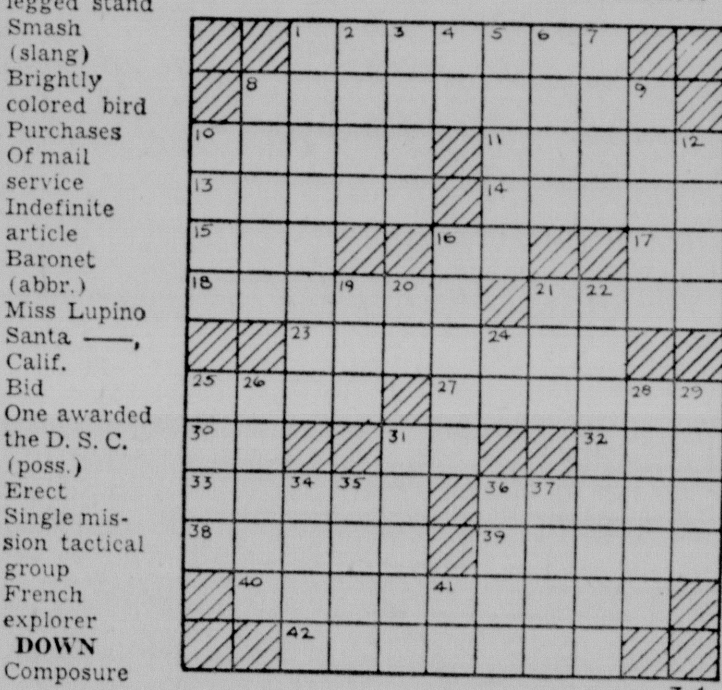 legged stand
Smash
(slang)
Brightly
colored bird
Purchases
Of mail
service
Indefinite
article
Baronet
(abbr.)
Miss Lupino
Santa ——,
Calif.
Bid
One awarded
the D. S. C.
(poss.)
Erect
Single mis-
sion tactical
group
French
explorer
DOWN
Composure
1 2 3 4 5 6 7
8 9
10 11 12
13 14
15 16 17
18 19 20 21 22
23 24
25 26 27 28 29
30 31 32
33 34 35 36 37
38 39
40 41
42